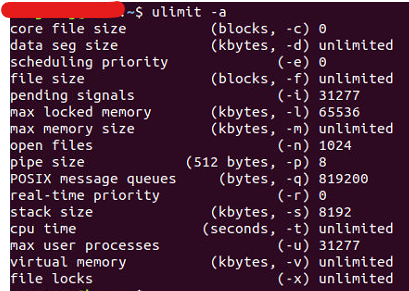 :~$ ulimit -a
core file size (blocks, -c) 0
data seg size (kbytes, -d) unlimited
scheduling priority (-e) 0
file size (blocks, -f) unlimited
pending signals (-i) 31277
max locked memory (kbytes, -l) 65536
max memory size (kbytes, -m) unlimited
open files (-n) 1024
pipe size (512 bytes, -p) 8
POSIX message queues (bytes, -q) 819200
real-time priority (-r) 0
stack size (kbytes, -s) 8192
cpu time (seconds, -t) unlimited
max user processes (-u) 31277
virtual memory (kbytes, -v) unlimited
file locks (-x) unlimited